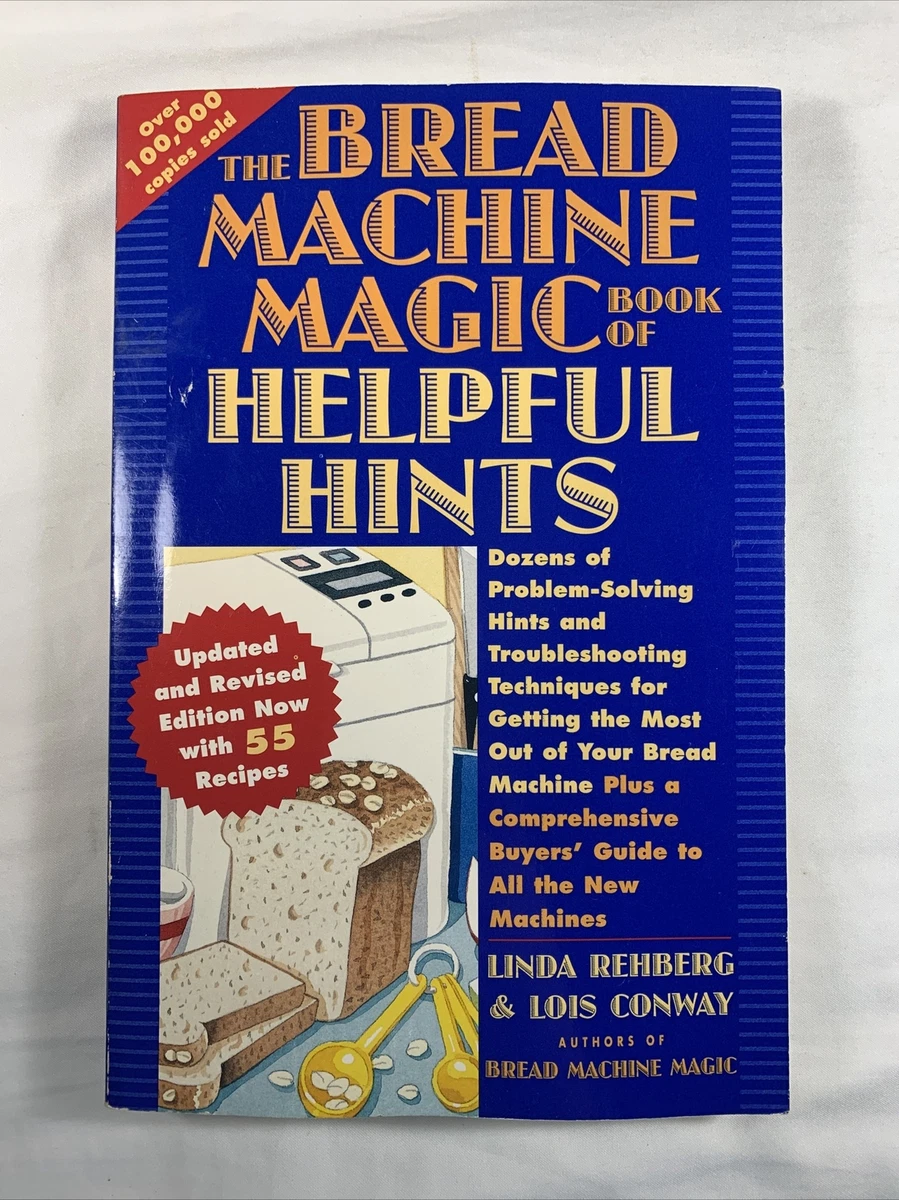 Over
100,000
copies sold
THE BREAD
MACHINE
MAGIC BOOK OF
HELPFUL
HINTS
Updated
and Revised
Edition Now
with 55
Recipes
Dozens of
Problem-Solving
Hints and
Troubleshooting
Techniques for
Getting the Most
Out of Your Bread
Machine Plus a
Comprehensive
Buyers' Guide to
All the New
Machines
LINDA REHBERG
& LOIS CONWAY
AUTHORS OF
BREAD MACHINE MAGIC